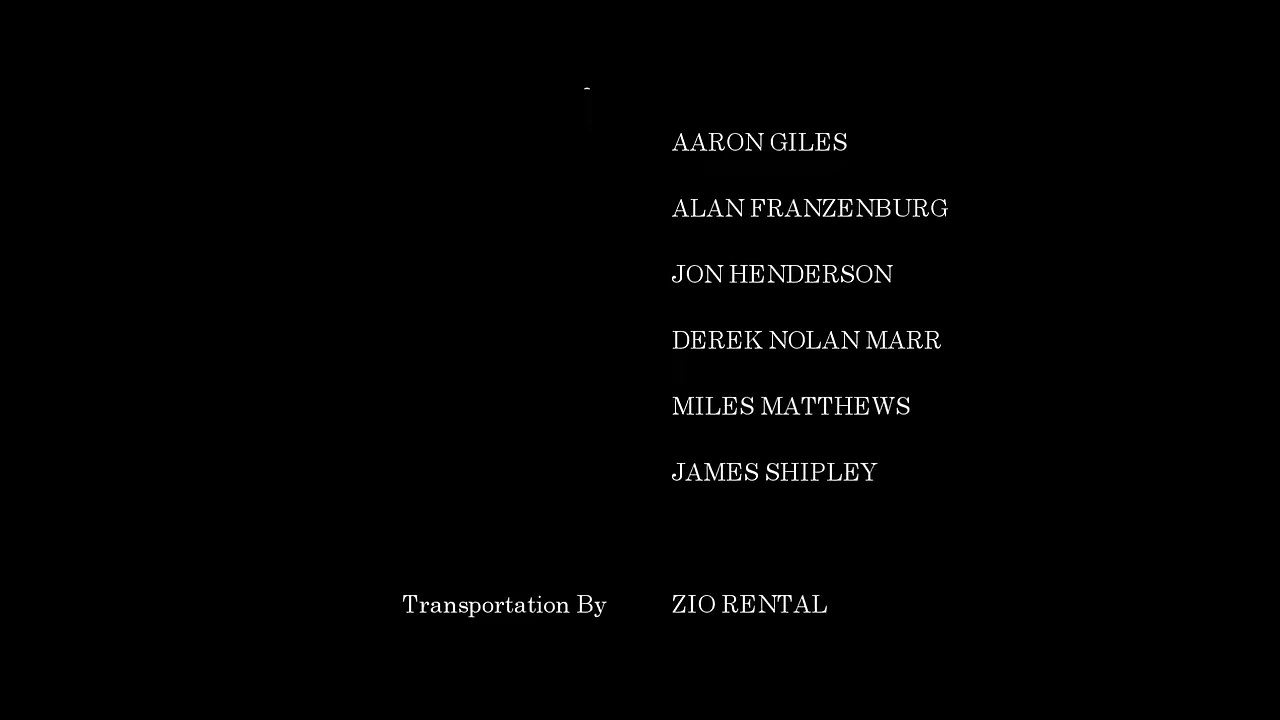 AARON GILES
ALAN FRANZENBURG
JON HENDERSON
DEREK NOLAN MARR
MILES MATTHEWS
JAMES SHIPLEY
Transportation By ZIO RENTAL